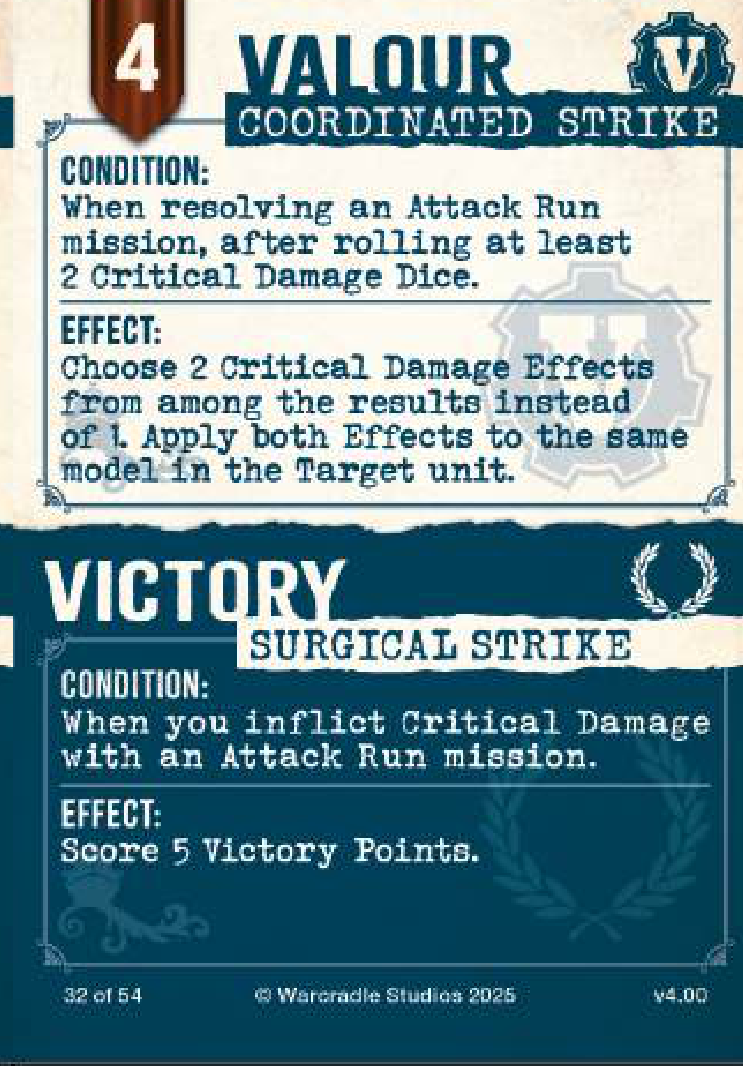 4
VALOUR
V
COORDINATED STRIKE
CONDITION:
When resolving an Attack Run
mission, after rolling at least
2 Critical Damage Dice.
EFFECT:
Choose 2 Critical Damage Effects
from among the results instead
of 1. Apply both Effects to the same
model in the Target unit.
VICTORY
SURGICAL STRIKE
CONDITION:
When you inflict Critical Damage
with an Attack Run mission.
EFFECT:
Score 5 Victory Points.
32 of 54
© Warcradle Studios 2025
v4.00